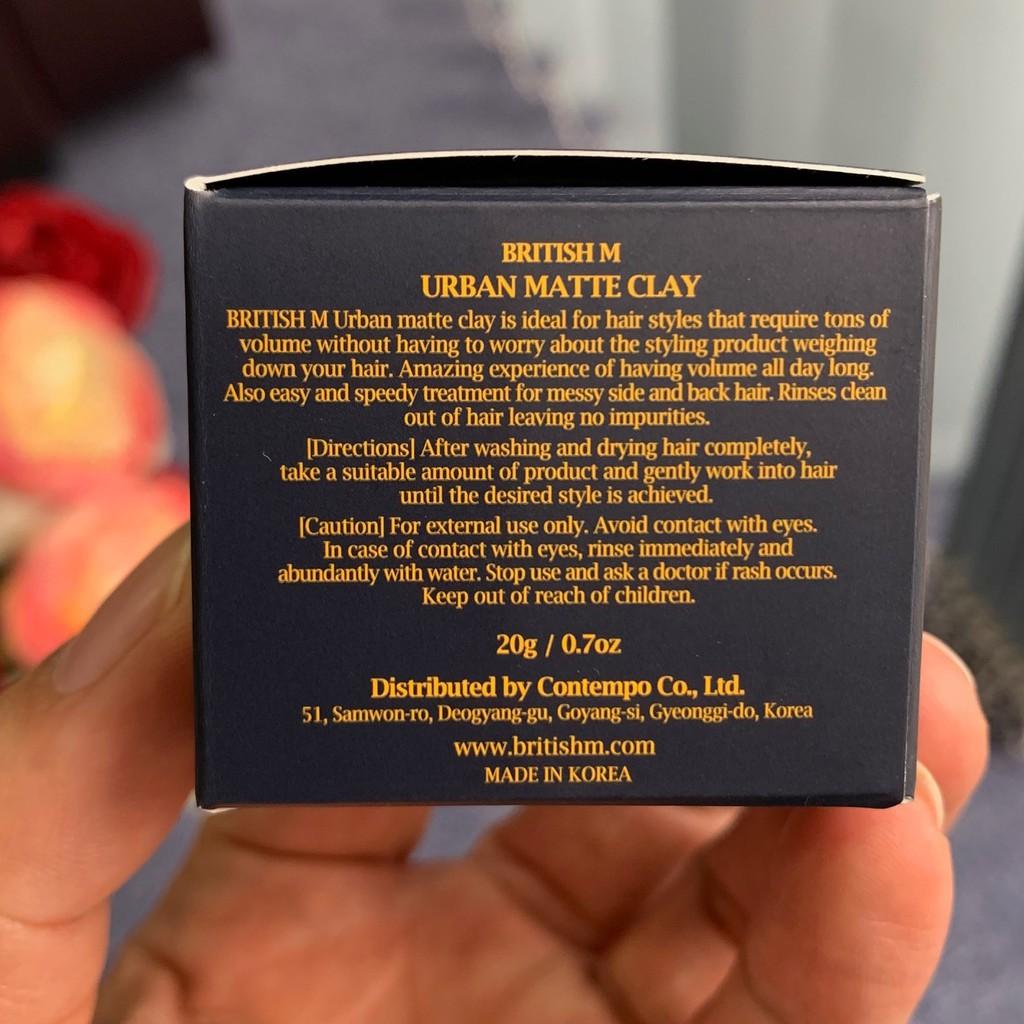 BRITISH M
URBAN MATTE CLAY
BRITISH M Urban matte clay is ideal for hair styles that require tons of
volume without having to worry about the styling product weighing
down your hair. Amazing experience of having volume all day long.
Also easy and speedy treatment for messy side and back hair. Rinses clean
out of hair leaving no impurities.
[Directions] After washing and drying hair completely,
take a suitable amount of product and gently work into hair
until the desired style is achieved.
[Caution] For external use only. Avoid contact with eyes.
In case of contact with eyes, rinse immediately and
abundantly with water. Stop use and ask a doctor if rash occurs.
Keep out of reach of children.
20g / 0.7oz
Distributed by Contempo Co., Ltd.
51, Samwon-ro, Deogyang-gu, Goyang-si, Gyeonggi-do, Korea
www.britishm.com
MADE IN KOREA